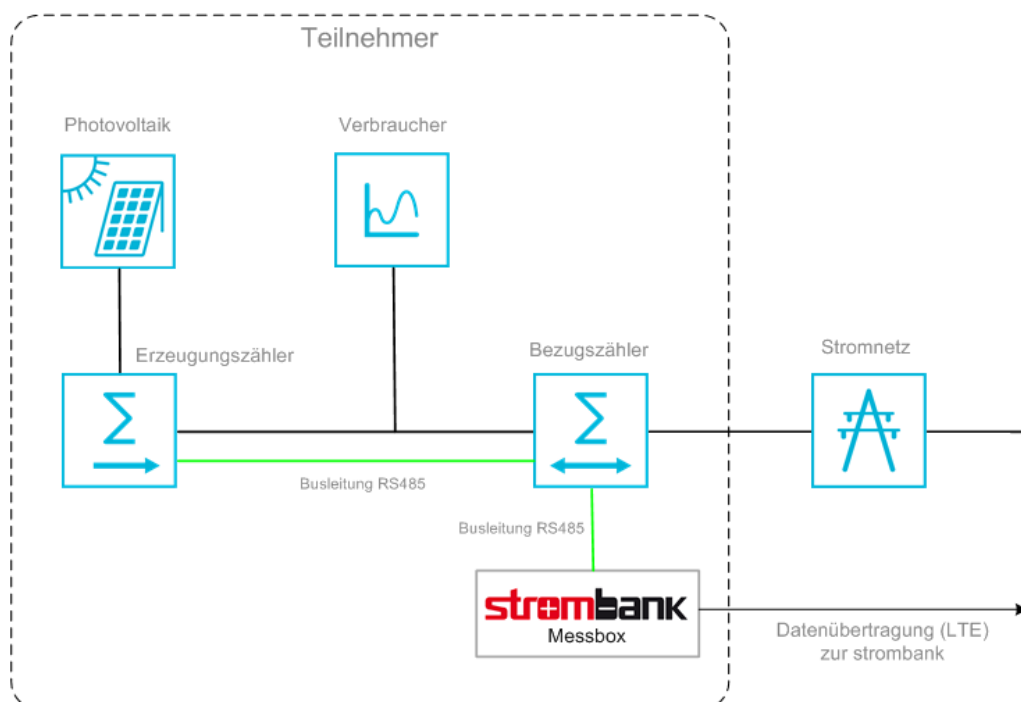 Teilnehmer
Photovoltaik
Verbraucher
Erzeugungszähler
Bezugszähler
Stromnetz
Busleitung RS485
Busleitung RS485
strombank
Messbox
Datenübertragung (LTE)
zur strombank